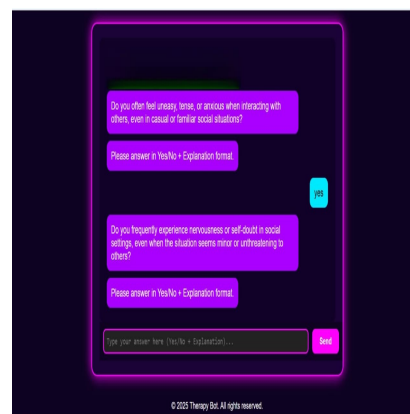 Do you often feel uneasy, tense, or anxious when interacting with
others, even in casual or familiar social situations?
Please answer in Yes/No + Explanation format.
yes
Do you frequently experience nervousness or self-doubt in social
settings, even when the situation seems minor or unthreatening to
others?
Please answer in Yes/No + Explanation format.
Type your answer here (Yes/No + Explanation)...
Send
© 2025 Therapy Bot. All rights reserved.